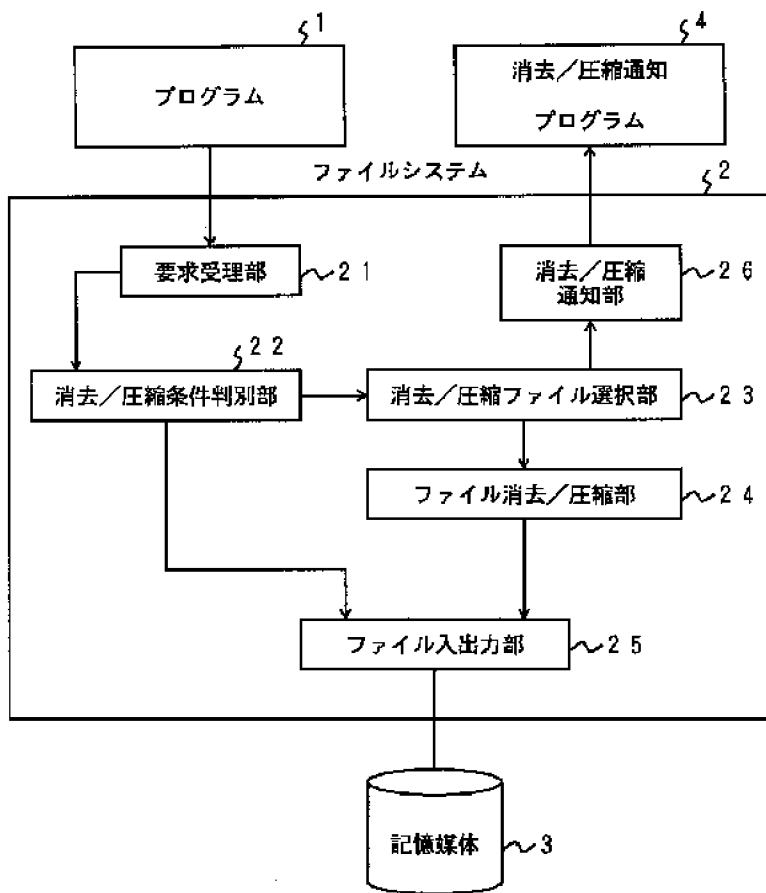 1
プログラム
4
消去／圧縮通知
プログラム
ファイルシステム
2
要求受理部
21
消去／圧縮
通知部
26
22
消去／圧縮条件判別部
消去／圧縮ファイル選択部
23
ファイル消去／圧縮部
24
ファイル入出力部
25
記憶媒体
3